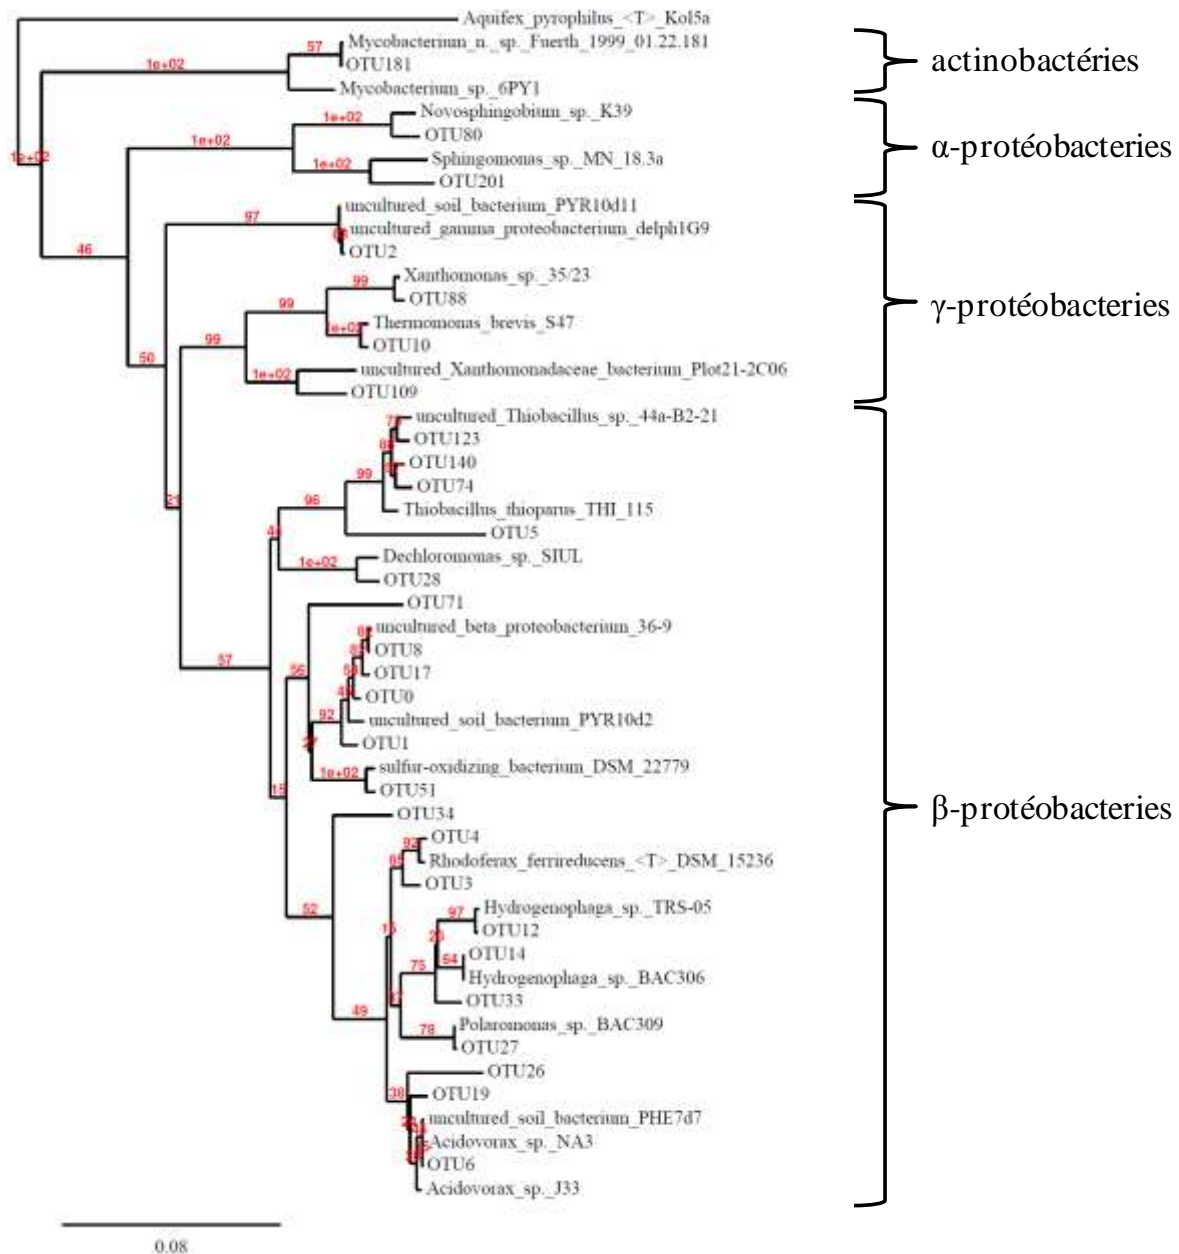 Aquifex_pyrophilus_<T>_Kol5a
57
Mycobacterium_n._sp._Fuerth_1999_01.22.181
1e+02
OTU181
actinobactéries
Mycobacterium_sp._6PY1
Novosphingobium_sp._K39
1e+02
OTU80
1e+02
α-protéobacteries
1e+02
Sphingomonas_sp._MN_18.3a
1e+02
OTU201
uncultured_soil_bacterium_PYR10d11
97
uncultured_gamma_proteobacterium_delph1G9
46
OTU2
Xanthomonas_sp._35/23
99
OTU88
99
γ-protéobacteries
Thermomonas_brevis_S47
1e+02
99
OTU10
50
uncultured_Xanthomonadaceae_bacterium_Plot21-2C06
1e+02
OTU109
uncultured_Thiobacillus_sp._44a-B2-21
OTU123
OTU140
99
OTU74
96
21
Thiobacillus_thioparus_THI_115
OTU5
Dechloromonas_sp._SIUL
1e+02
OTU28
OTU71
uncultured_beta_proteobacterium_36-9
OTU8
57
56
OTU17
OTU0
92
uncultured_soil_bacterium_PYR10d2
OTU1
sulfur-oxidizing_bacterium_DSM_22779
1e+02
OTU51
15
β-protéobacteries
OTU34
92
OTU4
Rhodoferax_ferrireducens_<T>_DSM_15236
OTU3
52
97
Hydrogenophaga_sp._TRS-05
OTU12
OTU14
75
64
Hydrogenophaga_sp._BAC306
OTU33
49
Polaromonas_sp._BAC309
78
OTU27
OTU26
38
OTU19
uncultured_soil_bacterium_PHE7d7
Acidovorax_sp._NA3
OTU6
Acidovorax_sp._J33
0.08